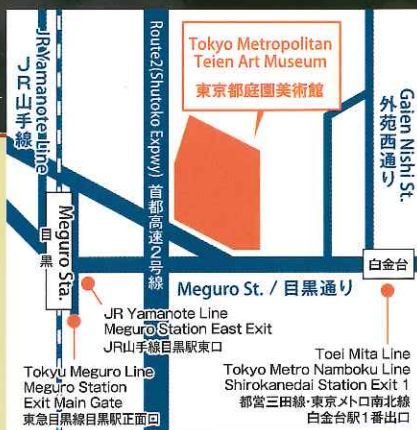 JR Yamanote Line
JR山手線
Route2(Shutoko Expwy) 首都高速2号線
Tokyo Metropolitan
Teien Art Museum
東京都庭園美術館
Gaien Nishi St.
外苑西通り
Meguro Sta.
目黒
白金台
Meguro St. / 目黒通り
JR Yamanote Line
Meguro Station East Exit
JR山手線目黒駅東口
Tokyu Meguro Line
Meguro Station
Exit Main Gate
東急目黒線目黒駅正面口
Toei Mita Line
Tokyo Metro Namboku Line
Shirokanedai Station Exit 1
都営三田線・東京メトロ南北線
白金台駅1番出口